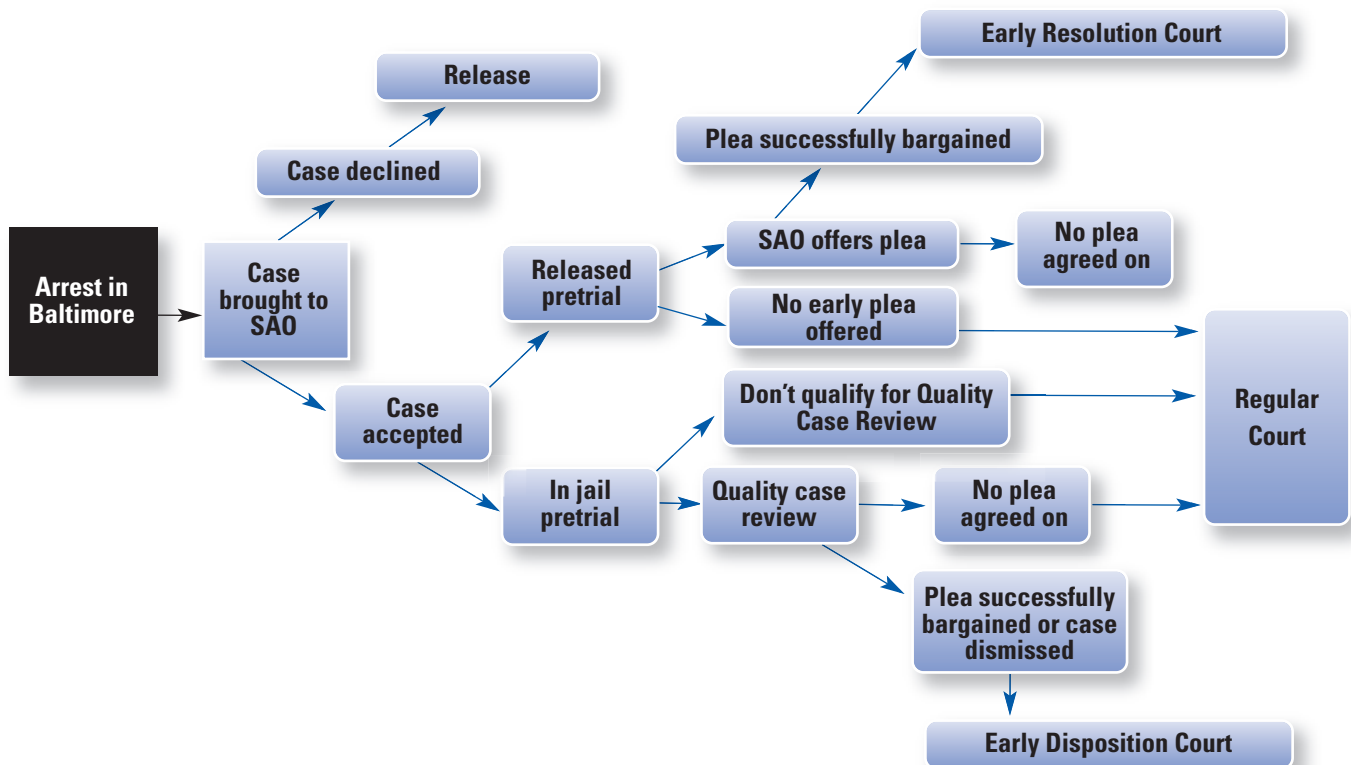 Early Resolution Court
Release
Plea successfully bargained
Case declined
SAO offers plea
No plea
agreed on
Arrest in
Baltimore
Case
brought to
SAO
Released
pretrial
No early plea
offered
Don't qualify for Quality
Case Review
Regular
Court
Case
accepted
In jail
pretrial
Quality case
review
No plea
agreed on
Plea successfully
bargained or case
dismissed
Early Disposition Court